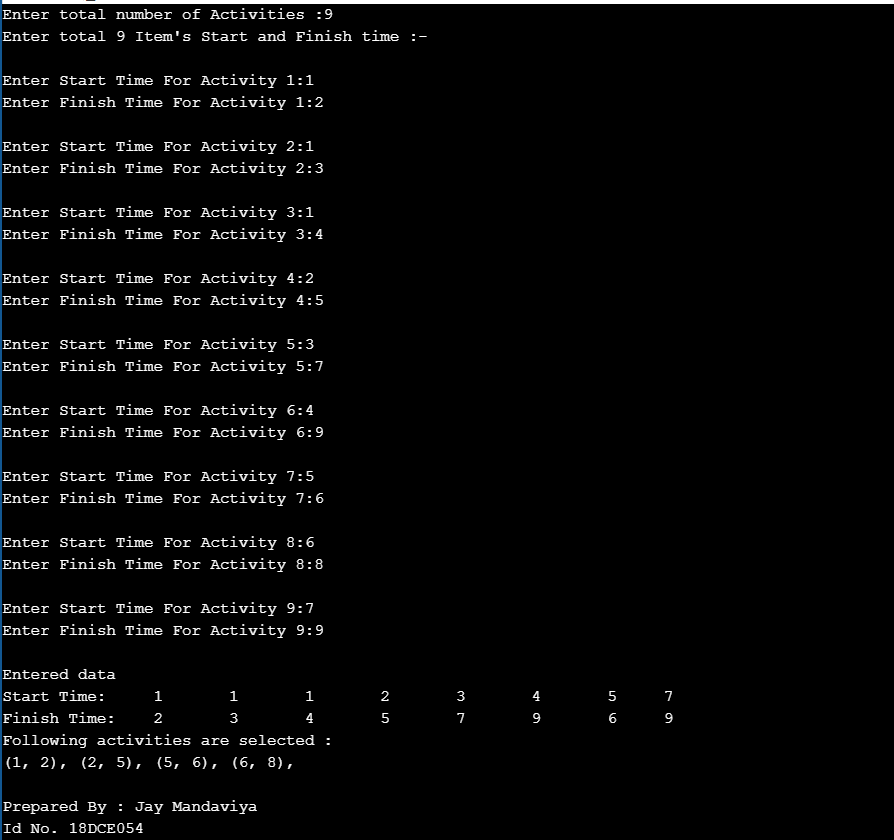 Enter total number of Activities :9
Enter total 9 Item's Start and Finish time :-
Enter Start Time For Activity 1:1
Enter Finish Time For Activity 1:2
Enter Start Time For Activity 2:1
Enter Finish Time For Activity 2:3
Enter Start Time For Activity 3:1
Enter Finish Time For Activity 3:4
Enter Start Time For Activity 4:2
Enter Finish Time For Activity 4:5
Enter Start Time For Activity 5:3
Enter Finish Time For Activity 5:7
Enter Start Time For Activity 6:4
Enter Finish Time For Activity 6:9
Enter Start Time For Activity 7:5
Enter Finish Time For Activity 7:6
Enter Start Time For Activity 8:6
Enter Finish Time For Activity 8:8
Enter Start Time For Activity 9:7
Enter Finish Time For Activity 9:9
Entered data
Start Time: 1 1 1 2 3 4 5 7
Finish Time: 2 3 4 5 7 9 6 9
Following activities are selected :
(1, 2), (2, 5), (5, 6), (6, 8),
Prepared By : Jay Mandaviya
Id No. 18DCE054